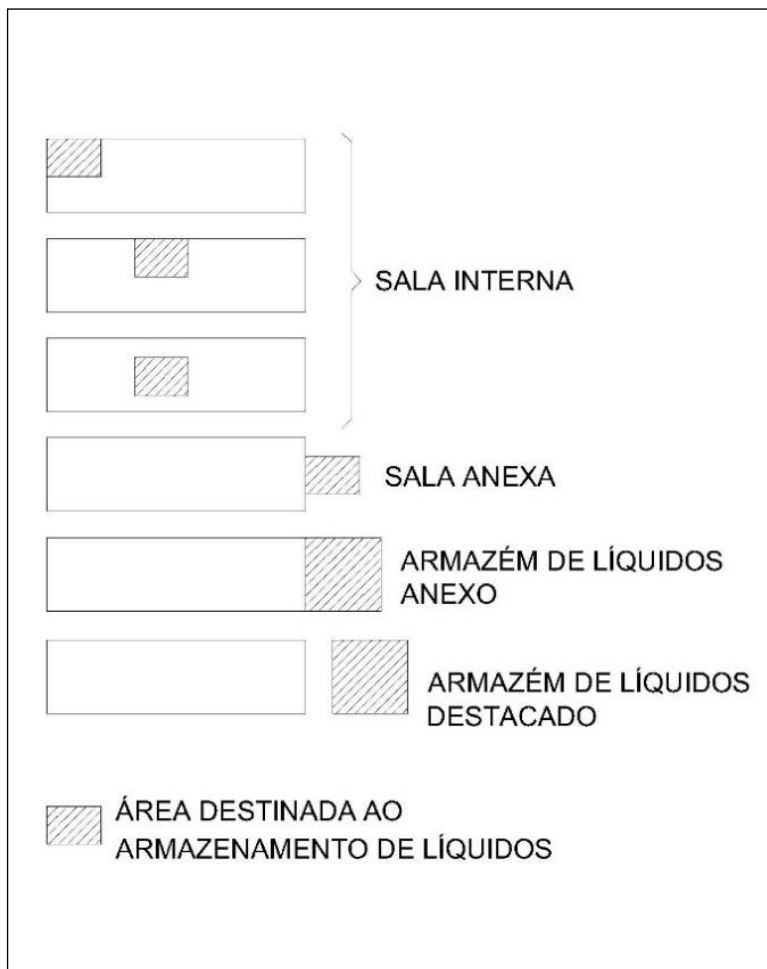 SALA INTERNA
SALA ANEXA
ARMAZÉM DE LÍQUIDOS
ANEXO
ARMAZÉM DE LÍQUIDOS
DESTACADO
ÁREA DESTINADA AO
ARMAZENAMENTO DE LÍQUIDOS